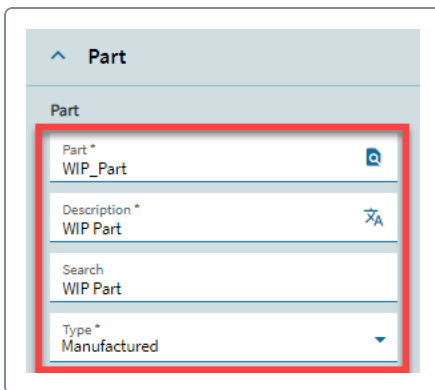 Part
Part
Part *
WIP_Part
Description *
WIP Part
Search
WIP Part
Type *
Manufactured